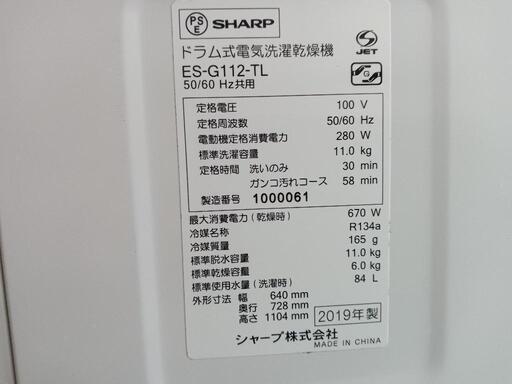 PS E SHARP
ドラム式電気洗濯乾燥機
JET
ES-G112-TL
50/60 Hz共用
G
定格電圧 100 V
定格周波数 50/60 Hz
電動機定格消費電力 280 W
標準洗濯容量 11.0 kg
定格時間 洗いのみ 30 min
ガンコ汚れコース 58 min
製造番号 1000061
最大消費電力(乾燥時) 670 W
冷媒名称 R134a
冷媒質量 165 g
標準脱水容量 11.0 kg
標準乾燥容量 6.0 kg
標準使用水量(洗濯時) 84 L
外形寸法 幅 640 mm
奥行 728 mm
高さ 1104 mm
2019年製
シャープ株式会社
MADE IN CHINA